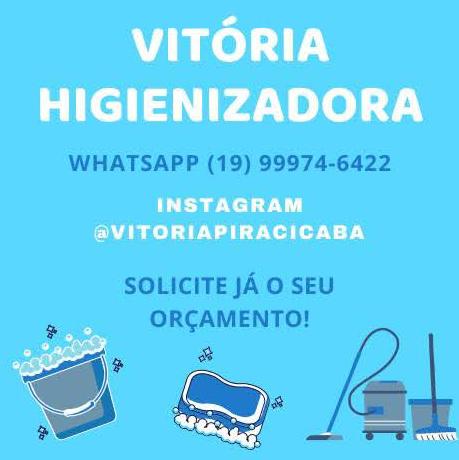 VITÓRIA
HIGIENIZADORA
WHATSAPP (19) 99974-6422
INSTAGRAM
@VITORIAPIRACICABA
SOLICITE JÁ O SEU
ORÇAMENTO!